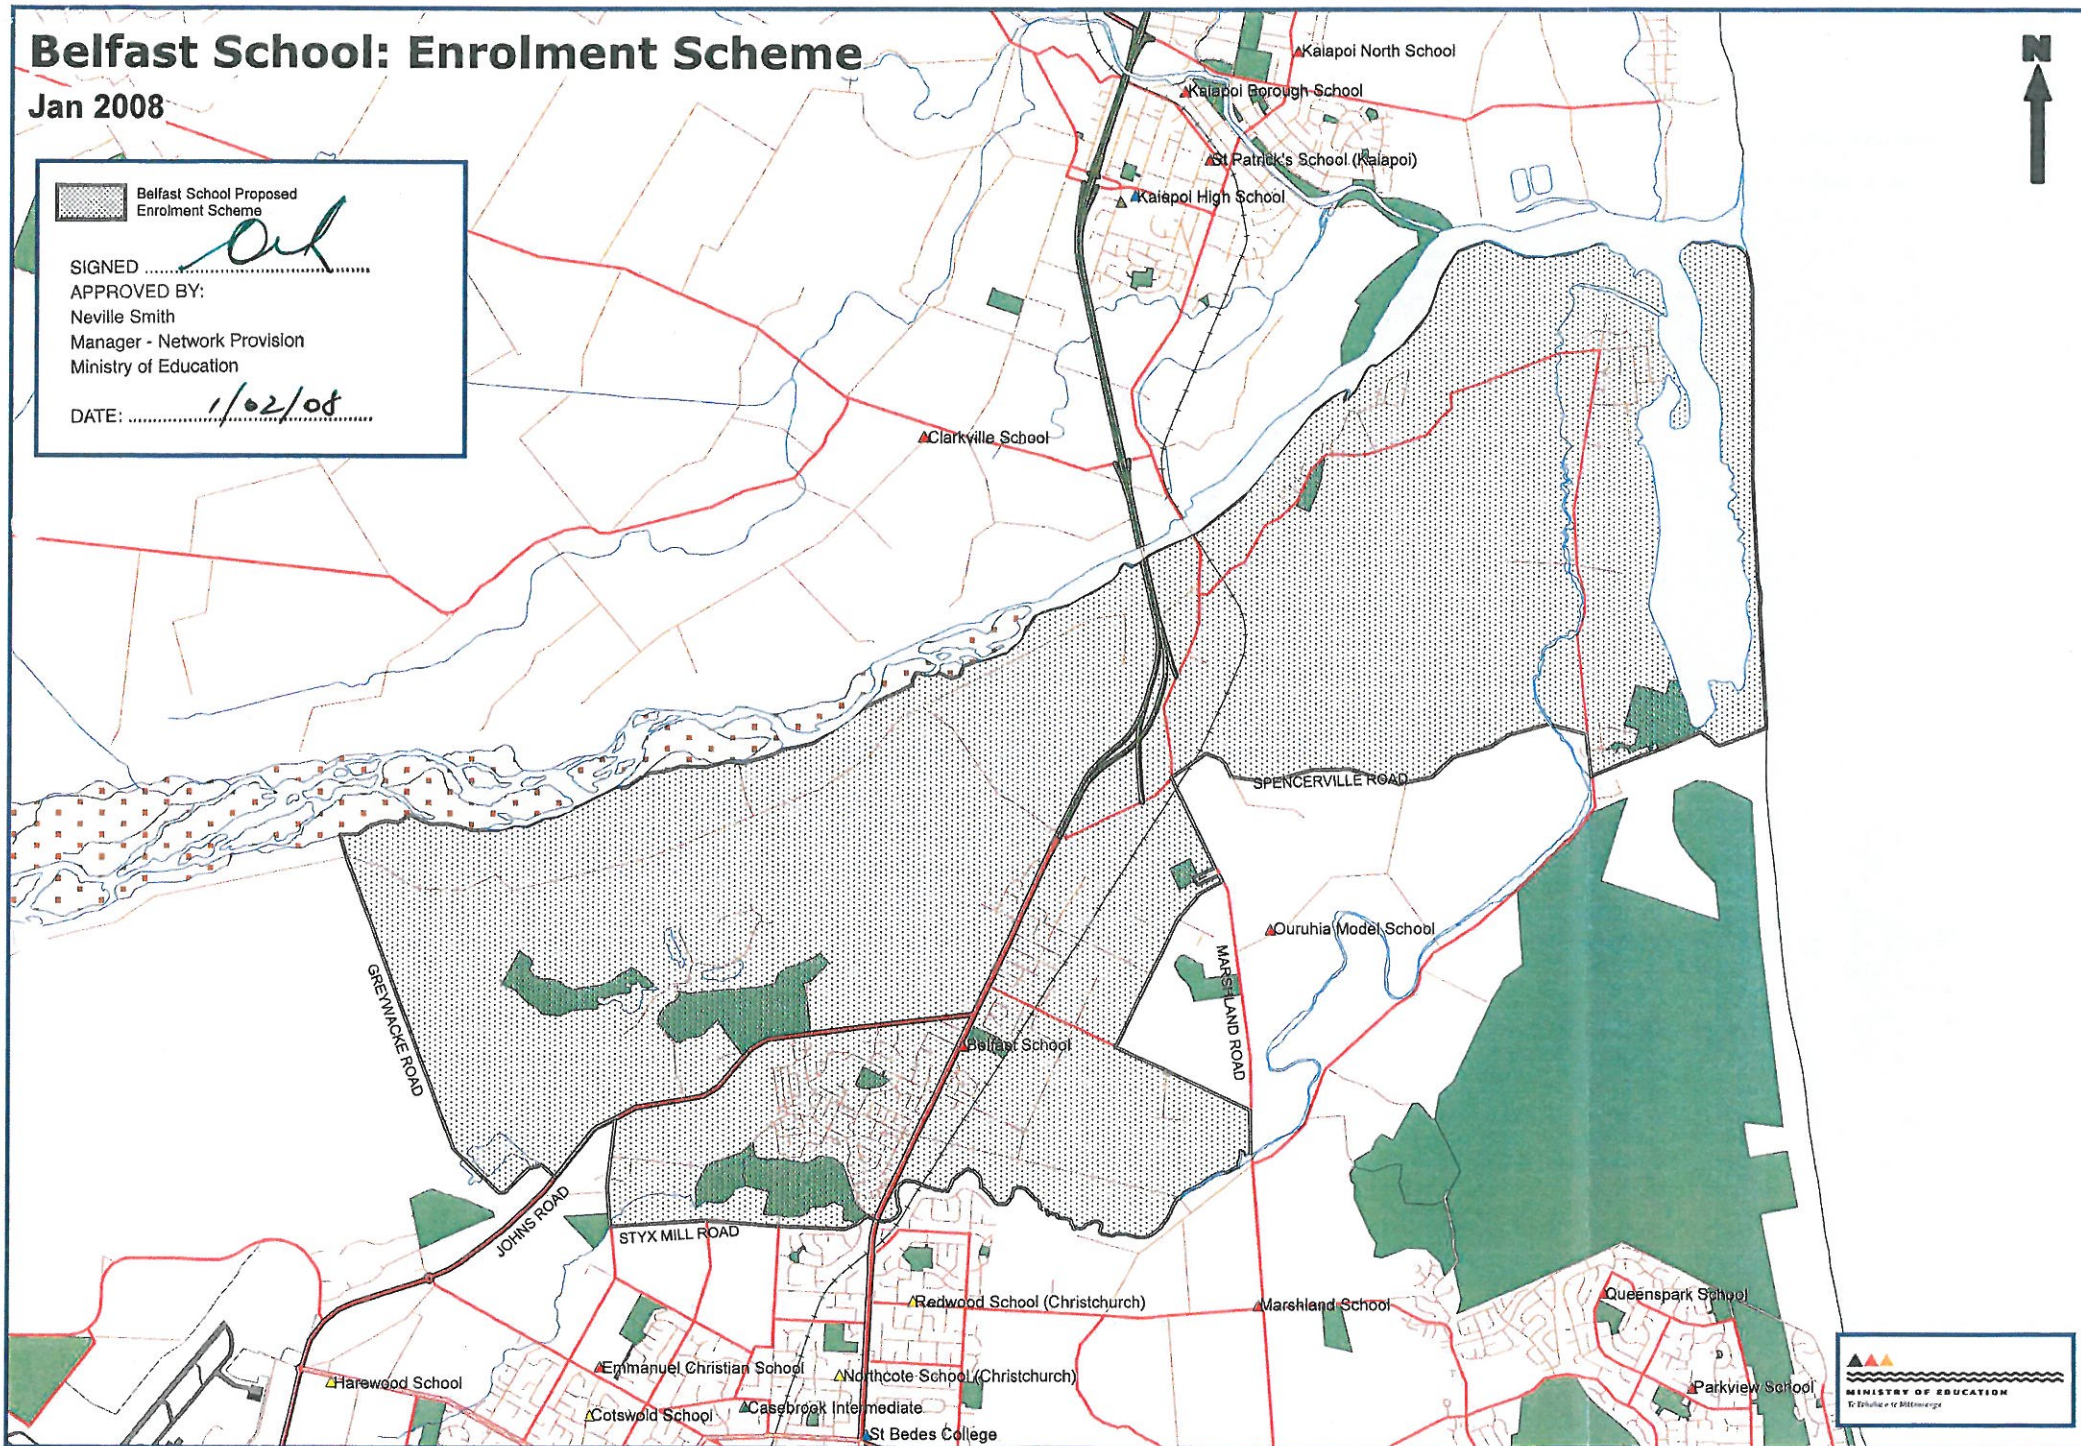 Belfast School: Enrolment Scheme
Jan 2008
N
Belfast School Proposed
Enrolment Scheme
SIGNED
APPROVED BY:
Neville Smith
Manager - Network Provision
Ministry of Education
DATE: 1/02/08
Kaiapoi North School
Kaiapoi Borough School
St Patrick's School (Kaiapoi)
Kaiapoi High School
Clarkville School
SPENCERVILLE ROAD
Ouruhia Model School
MARSHLAND ROAD
GREYWACKE ROAD
Belfast School
JOHNS ROAD
STYX MILL ROAD
Redwood School (Christchurch)
Marshland School
Queenspark School
Emmanuel Christian School
Harewood School
Northcote School (Christchurch)
Parkview School
Cotswold School
Casebrook Intermediate
St Bedes College
MINISTRY OF EDUCATION